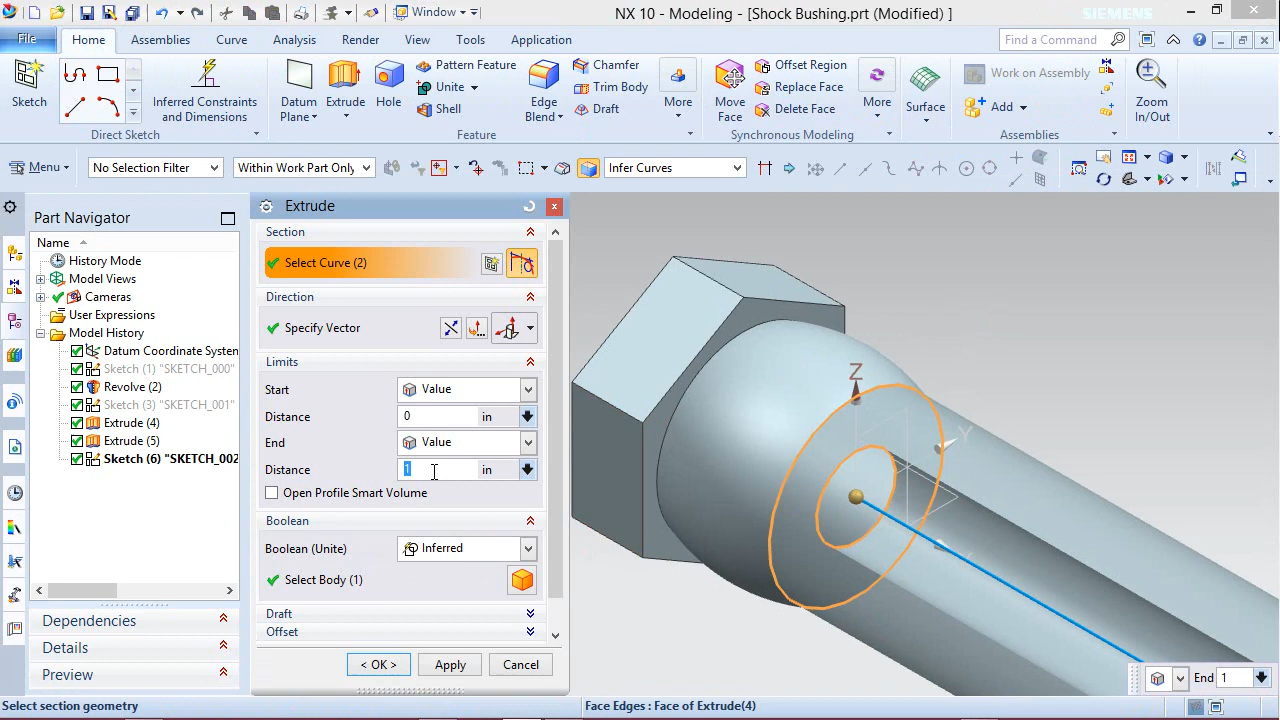 NX 10 - Modeling - [Shock Bushing.prt (Modified) ]
SIEMENS
Window
File
Home
Assemblies
Curve
Analysis
Render
View
Tools
Application
Find a Command
Sketch
Inferred Constraints
and Dimensions
Direct Sketch
Datum
Plane
Extrude
Hole
Pattern Feature
Unite
Shell
Edge
Blend
Chamfer
Trim Body
Draft
More
Feature
Move
Face
Offset Region
Replace Face
Delete Face
More
Synchronous Modeling
Surface
Work on Assembly
Add
Assemblies
Zoom
In/Out
Menu
No Selection Filter
Within Work Part Only
Infer Curves
Part Navigator
Name
History Mode
Model Views
Cameras
User Expressions
Model History
Datum Coordinate System
Sketch (1) "SKETCH_000"
Revolve (2)
Sketch (3) "SKETCH_001"
Extrude (4)
Extrude (5)
Sketch (6) "SKETCH_002
Dependencies
Details
Preview
Extrude
Section
Select Curve (2)
Direction
Specify Vector
Limits
Start
Value
Distance
0
in
End
Value
Distance
1
in
Open Profile Smart Volume
Boolean
Boolean (Unite)
Inferred
Select Body (1)
Draft
Offset
< OK >
Apply
Cancel
Z
Y
End 1
Select section geometry
Face Edges : Face of Extrude(4)